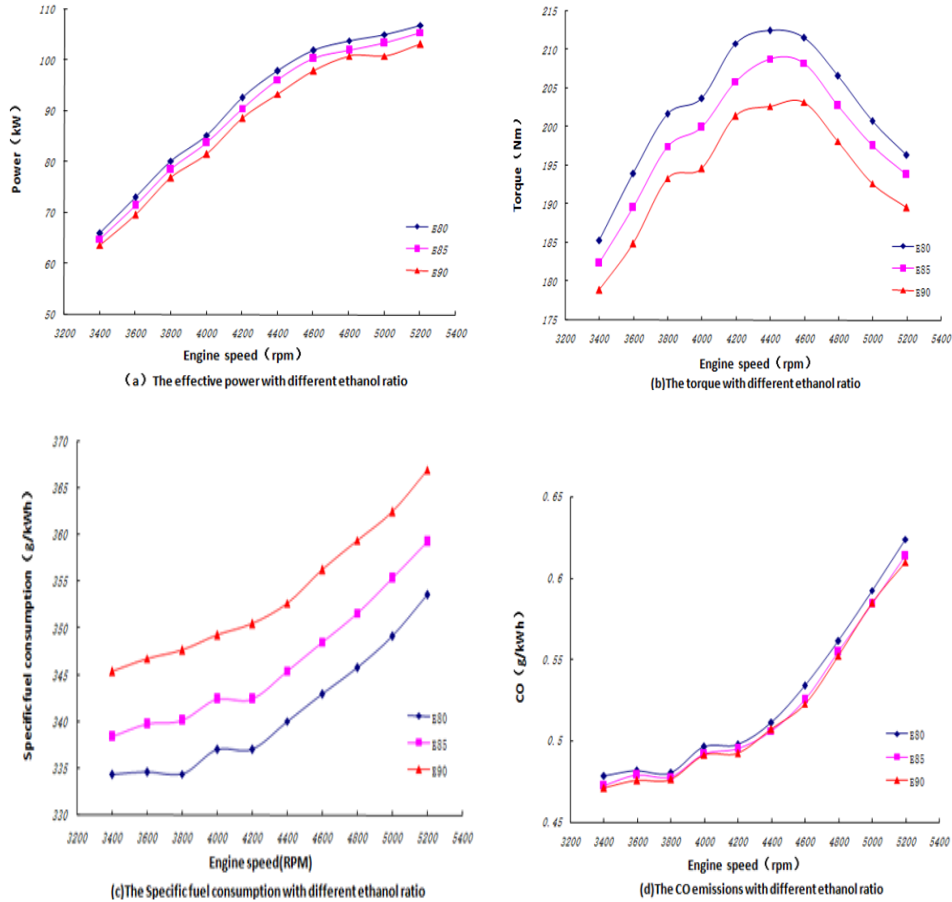 110
100
90
80
70
60
50
Power（kW）
E80
E85
E90
3200 3400 3600 3800 4000 4200 4400 4600 4800 5000 5200 5400
Engine speed（rpm）
（a）The effective power with different ethanol ratio
215
210
205
200
195
190
185
180
175
Torque（Nm）
E80
E85
E90
3200 3400 3600 3800 4000 4200 4400 4600 4800 5000 5200 5400
Engine speed（rpm）
(b)The torque with different ethanol ratio
370
365
360
355
350
345
340
335
330
Specific fuel consumption（g/kWh）
E80
E85
E90
3200 3400 3600 3800 4000 4200 4400 4600 4800 5000 5200 5400
Engine speed(RPM)
(c)The Specific fuel consumption with different ethanol ratio
0.65
0.6
0.55
0.5
0.45
CO（g/kWh）
E80
E85
E90
3200 3400 3600 3800 4000 4200 4400 4600 4800 5000 5200 5400
Engine speed（rpm）
(d)The CO emissions with different ethanol ratio